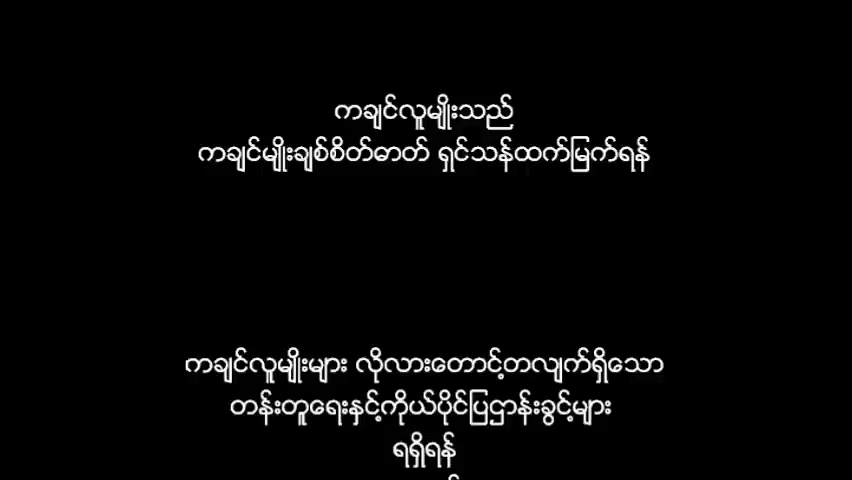 ကချင်လူမျိုးသည်
ကချင်မျိုးချစ်စိတ်ဓာတ် ရှင်သန်ထက်မြက်ရန်
ကချင်လူမျိုးများ လိုလားတောင့်တလျက်ရှိသော
တန်းတူရေးနှင့်ကိုယ်ပိုင်ပြဌာန်းခွင့်များ
ရရှိရန်